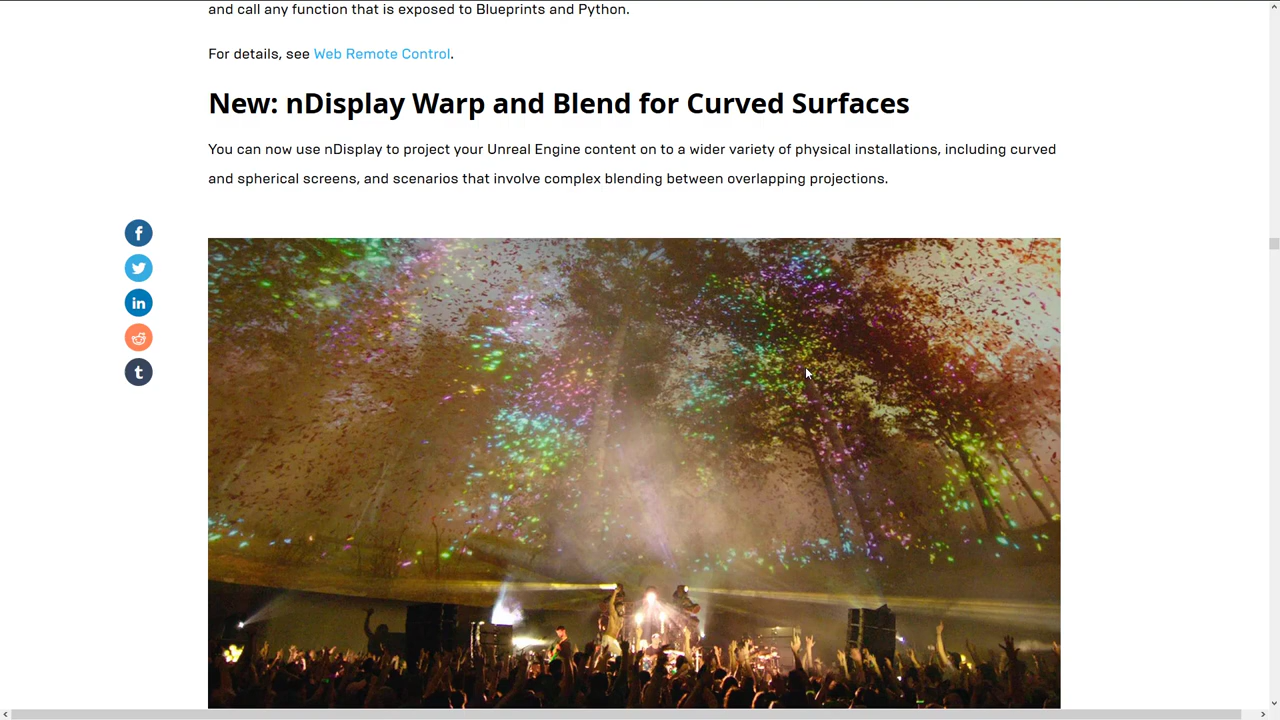 and call any function that is exposed to Blueprints and Python.
For details, see Web Remote Control.
New: nDisplay Warp and Blend for Curved Surfaces
You can now use nDisplay to project your Unreal Engine content on to a wider variety of physical installations, including curved
and spherical screens, and scenarios that involve complex blending between overlapping projections.